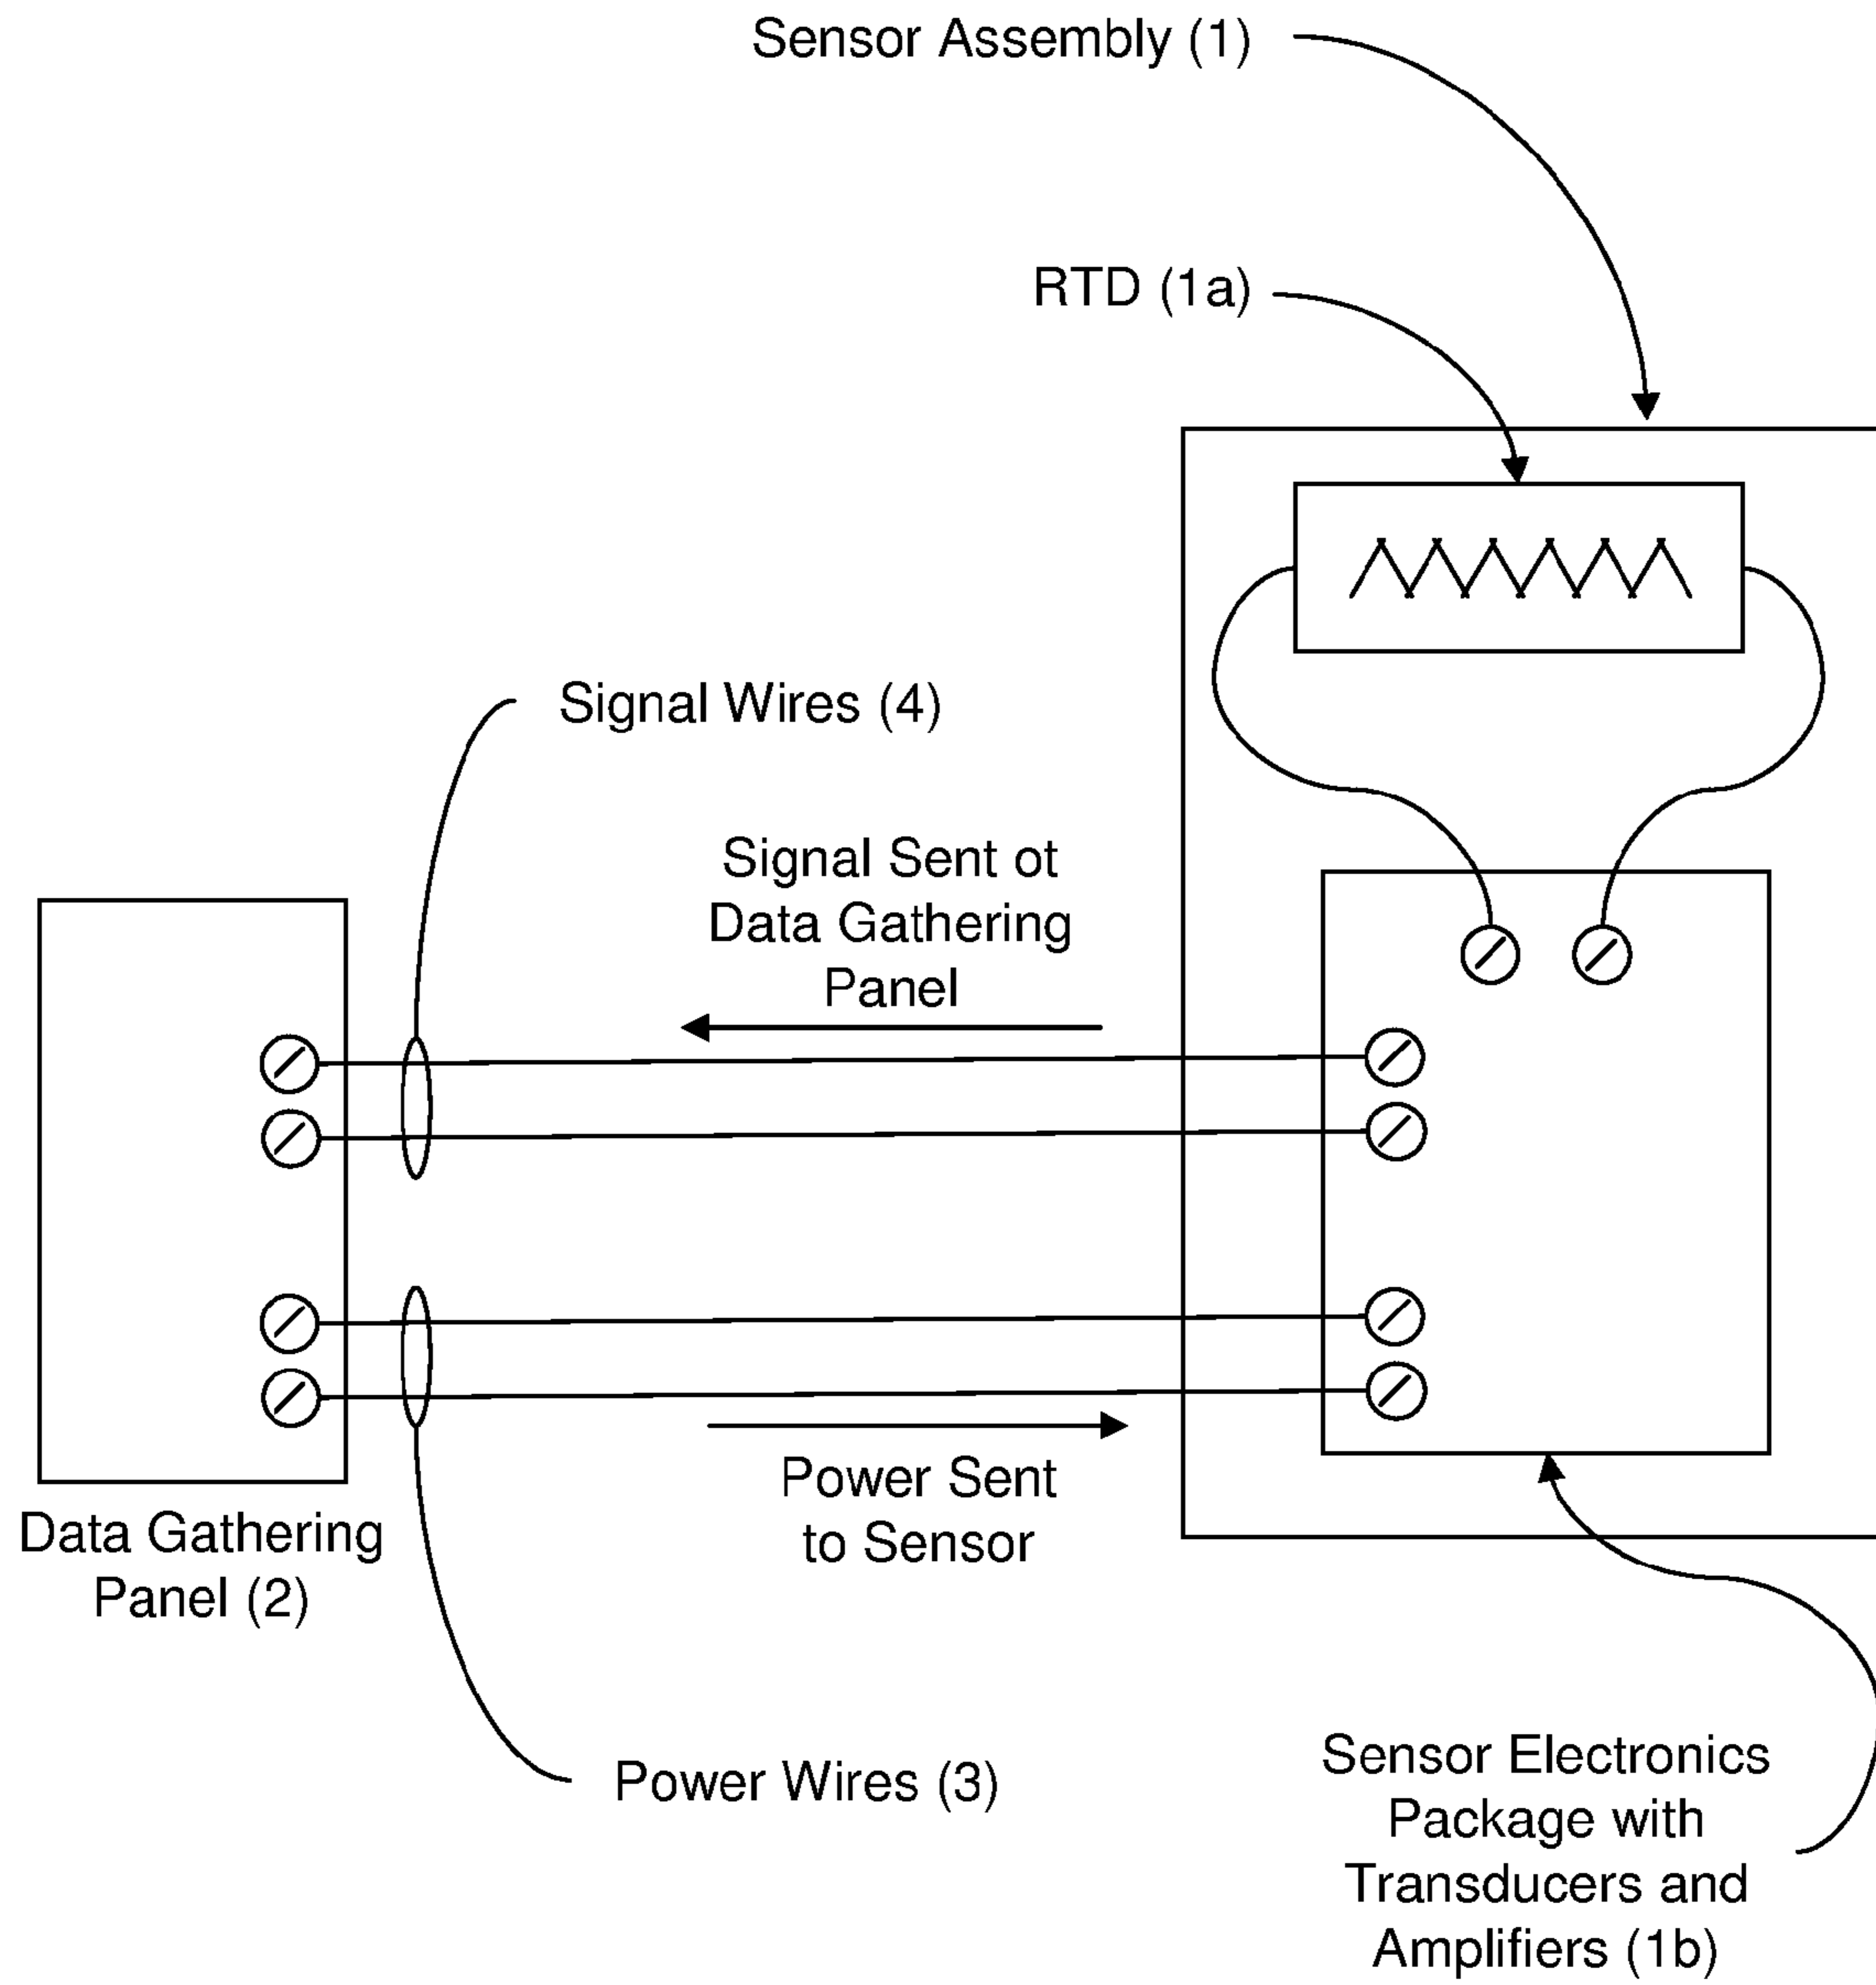 Sensor Assembly (1)
RTD (1a)
Signal Wires (4)
Signal Sent ot
Data Gathering
Panel
Power Sent
to Sensor
Data Gathering
Panel (2)
Power Wires (3)
Sensor Electronics
Package with
Transducers and
Amplifiers (1b)